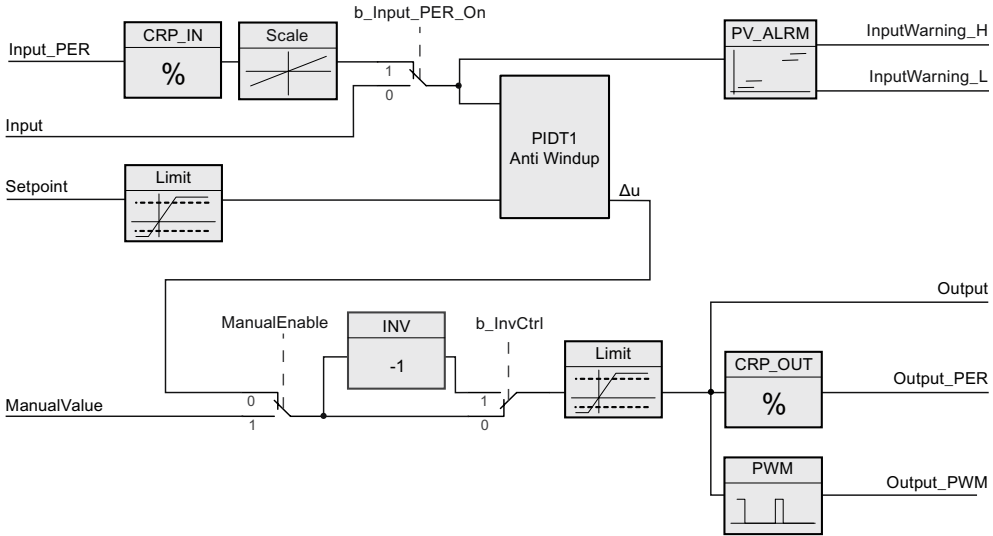 b_Input_PER_On
Input_PER
CRP_IN
%
Scale
1
0
PV_ALRM
InputWarning_H
InputWarning_L
Input
PIDT1
Anti Windup
Setpoint
Limit
Δu
Output
ManualEnable
INV
-1
b_InvCtrl
Limit
CRP_OUT
%
Output_PER
ManualValue
0
1
1
0
PWM
Output_PWM